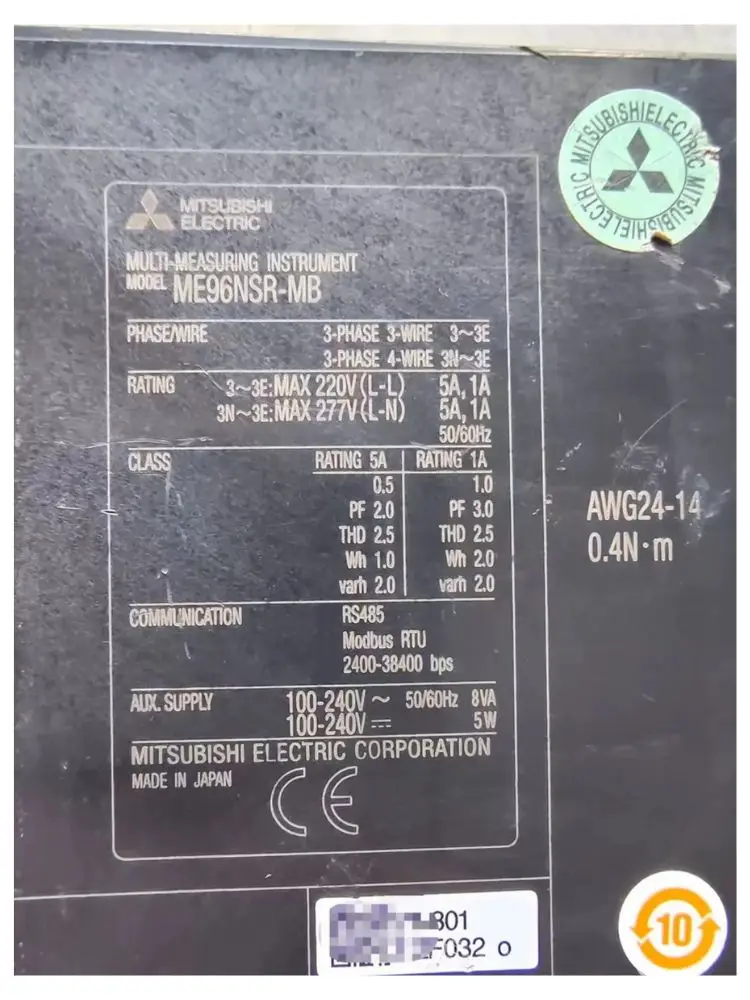 MITSUBISHIELECTRIC MITSUBISHIELECTRIC
MITSUBISHI
ELECTRIC
MULTI-MEASURING INSTRUMENT
MODEL ME96NSR-MB
PHASE/WIRE 3-PHASE 3-WIRE 3~3E
3-PHASE 4-WIRE 3N~3E
RATING 3~3E:MAX 220V(L-L) 5A,1A
3N~3E:MAX 277V(L-N) 5A,1A
50/60Hz
CLASS RATING 5A RATING 1A
0.5 1.0
PF 2.0 PF 3.0
THD 2.5 THD 2.5
Wh 1.0 Wh 2.0
varh 2.0 varh 2.0
AWG24-14
0.4N·m
COMMUNICATION RS485
Modbus RTU
2400-38400 bps
AUX. SUPPLY 100-240V ~ 50/60Hz 8VA
100-240V ⎓ 5W
MITSUBISHI ELECTRIC CORPORATION
MADE IN JAPAN
CE
801
F032 o
10